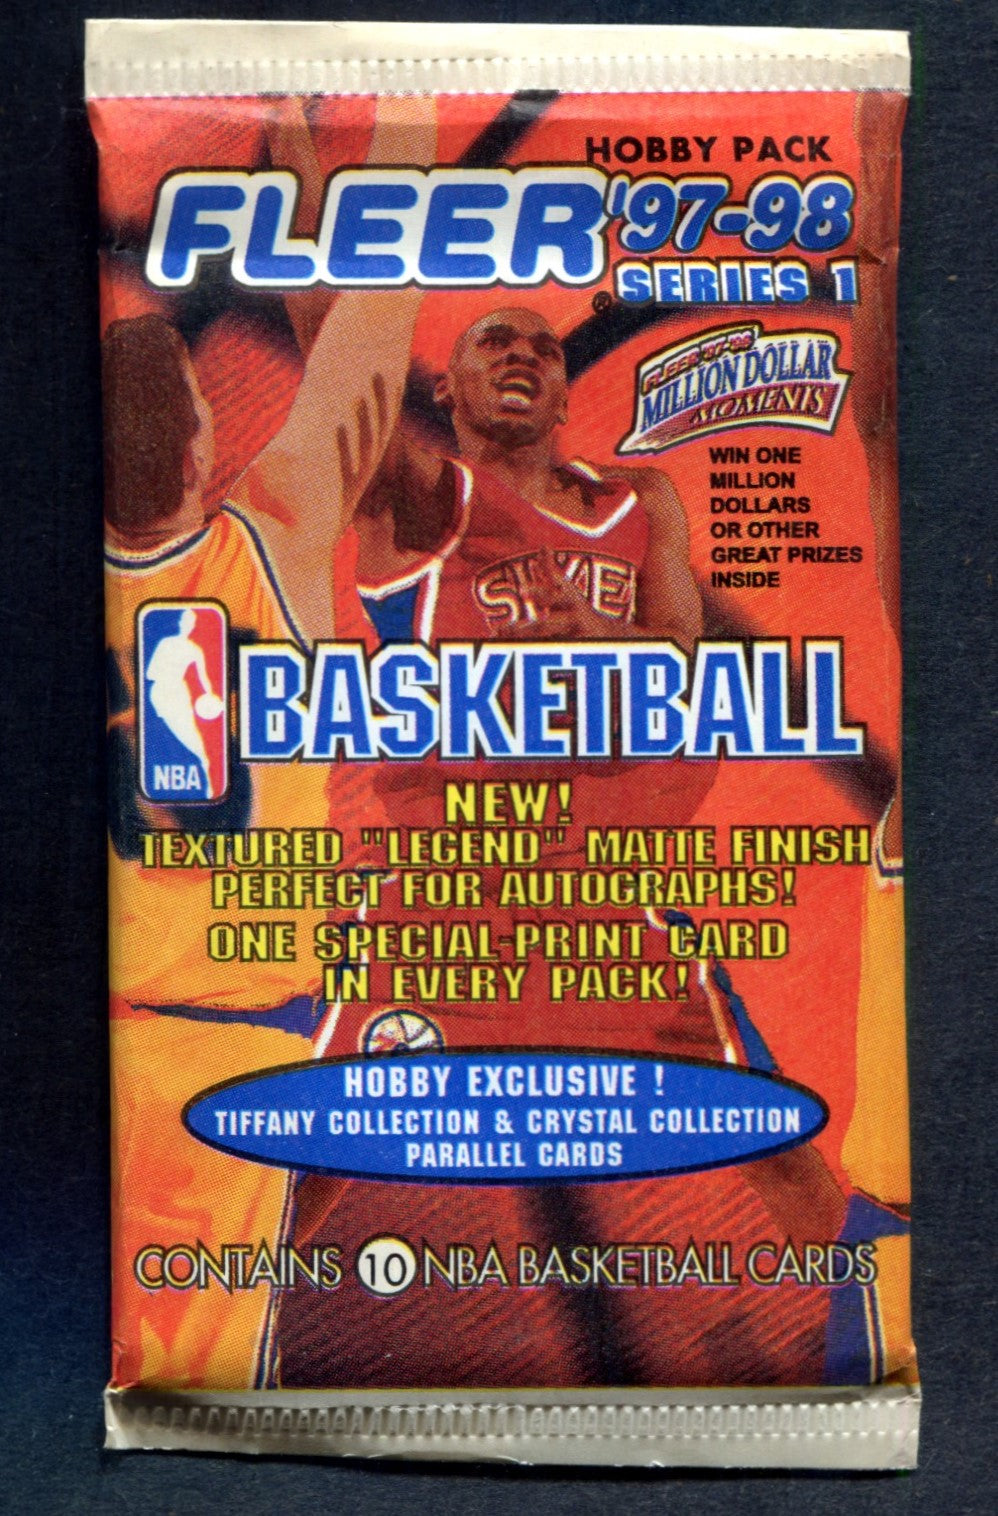 HOBBY PACK
FLEER '97-98
® SERIES 1
FLEER '97-'98
MILLION DOLLAR
MOMENTS
WIN ONE
MILLION
DOLLARS
OR OTHER
GREAT PRIZES
INSIDE
SIXE
NBA
BASKETBALL
NEW!
TEXTURED "LEGEND" MATTE FINISH
PERFECT FOR AUTOGRAPHS!
ONE SPECIAL-PRINT CARD
IN EVERY PACK!
HOBBY EXCLUSIVE !
TIFFANY COLLECTION & CRYSTAL COLLECTION
PARALLEL CARDS
CONTAINS 10 NBA BASKETBALL CARDS